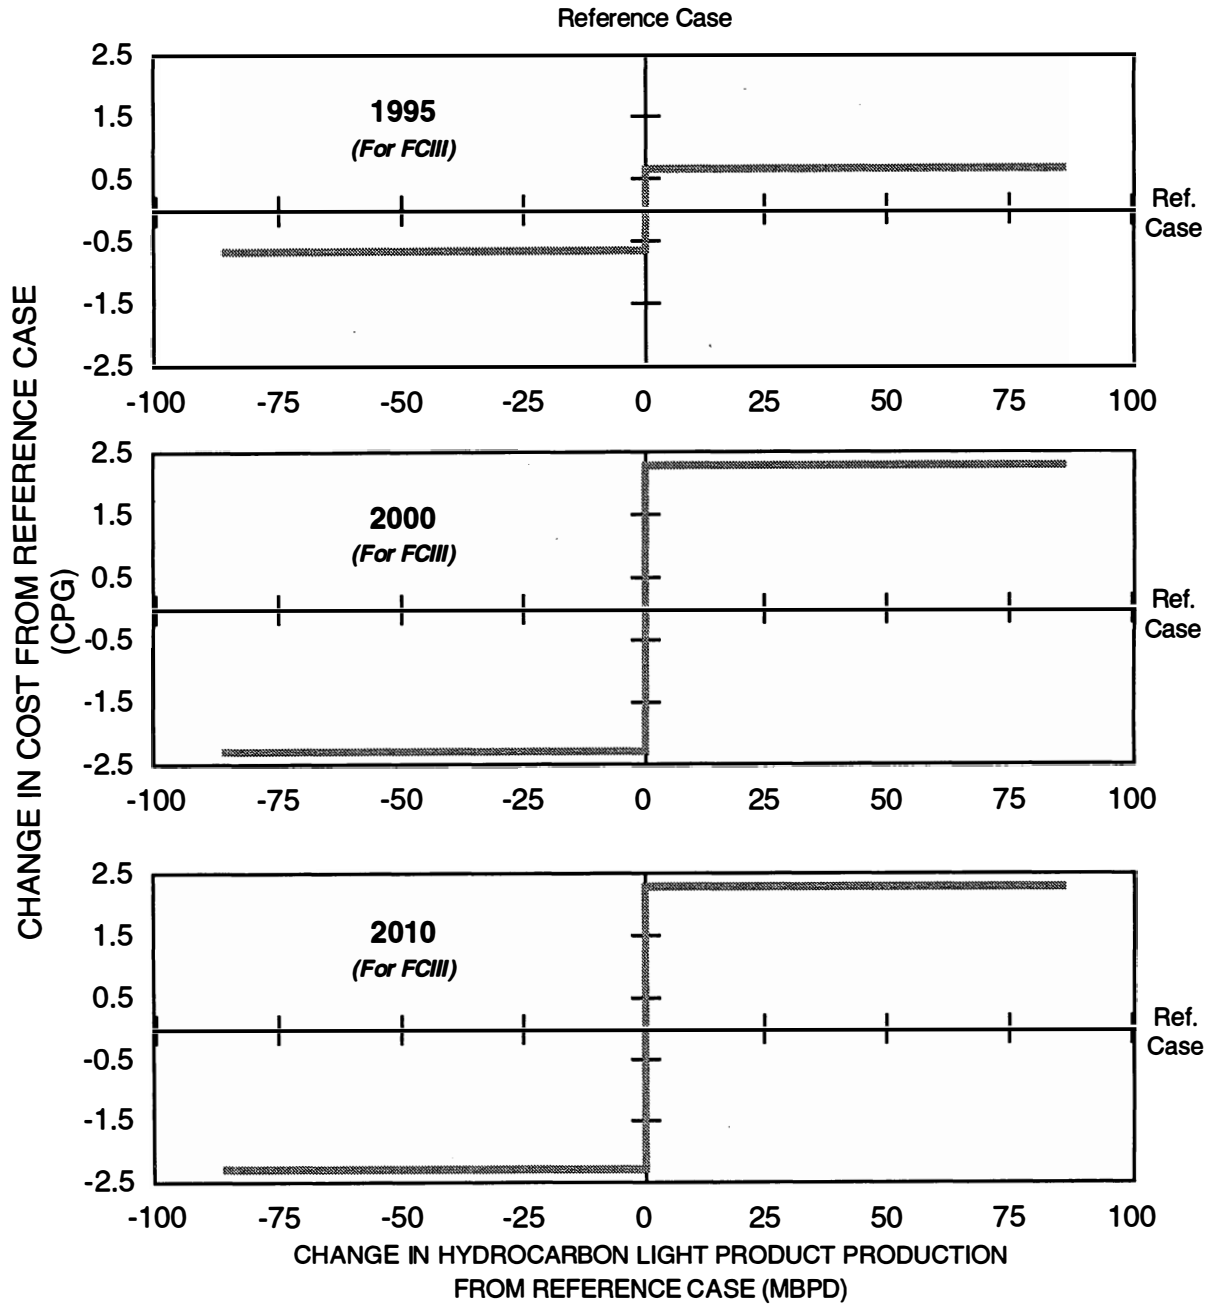 Reference Case
CHANGE IN COST FROM REFERENCE CASE
(CPG)
2.5
1.5
0.5
-0.5
-1.5
-2.5
1995
(For FCIII)
Ref.
Case
-100 -75 -50 -25 0 25 50 75 100
2.5
1.5
0.5
-0.5
-1.5
-2.5
2000
(For FCIII)
Ref.
Case
-100 -75 -50 -25 0 25 50 75 100
2.5
1.5
0.5
-0.5
-1.5
-2.5
2010
(For FCIII)
Ref.
Case
-100 -75 -50 -25 0 25 50 75 100
CHANGE IN HYDROCARBON LIGHT PRODUCT PRODUCTION
FROM REFERENCE CASE (MBPD)